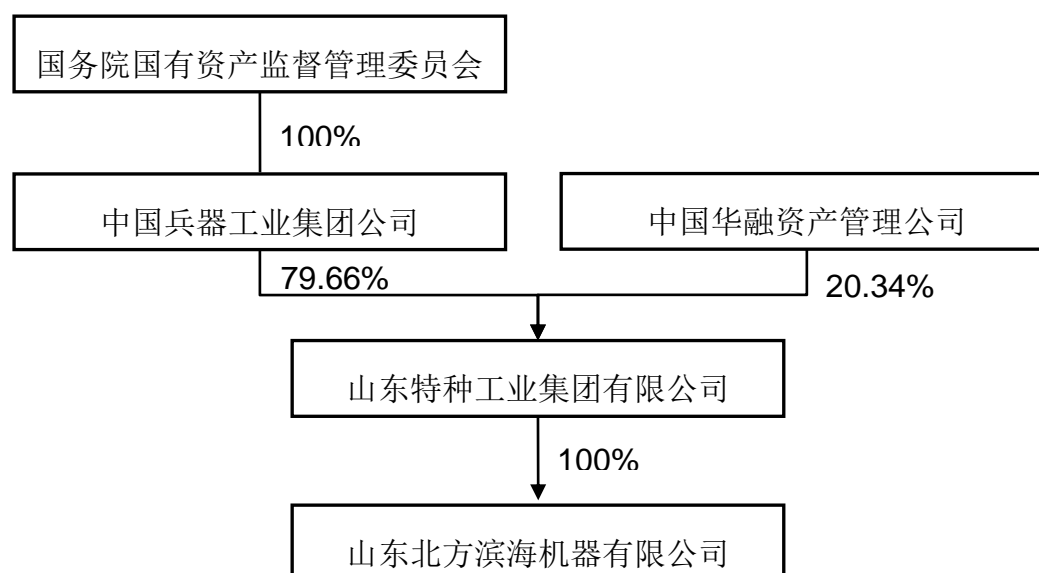 国务院国有资产监督管理委员会
100%
中国兵器工业集团公司
中国华融资产管理公司
79.66%
20.34%
山东特种工业集团有限公司
100%
山东北方滨海机器有限公司